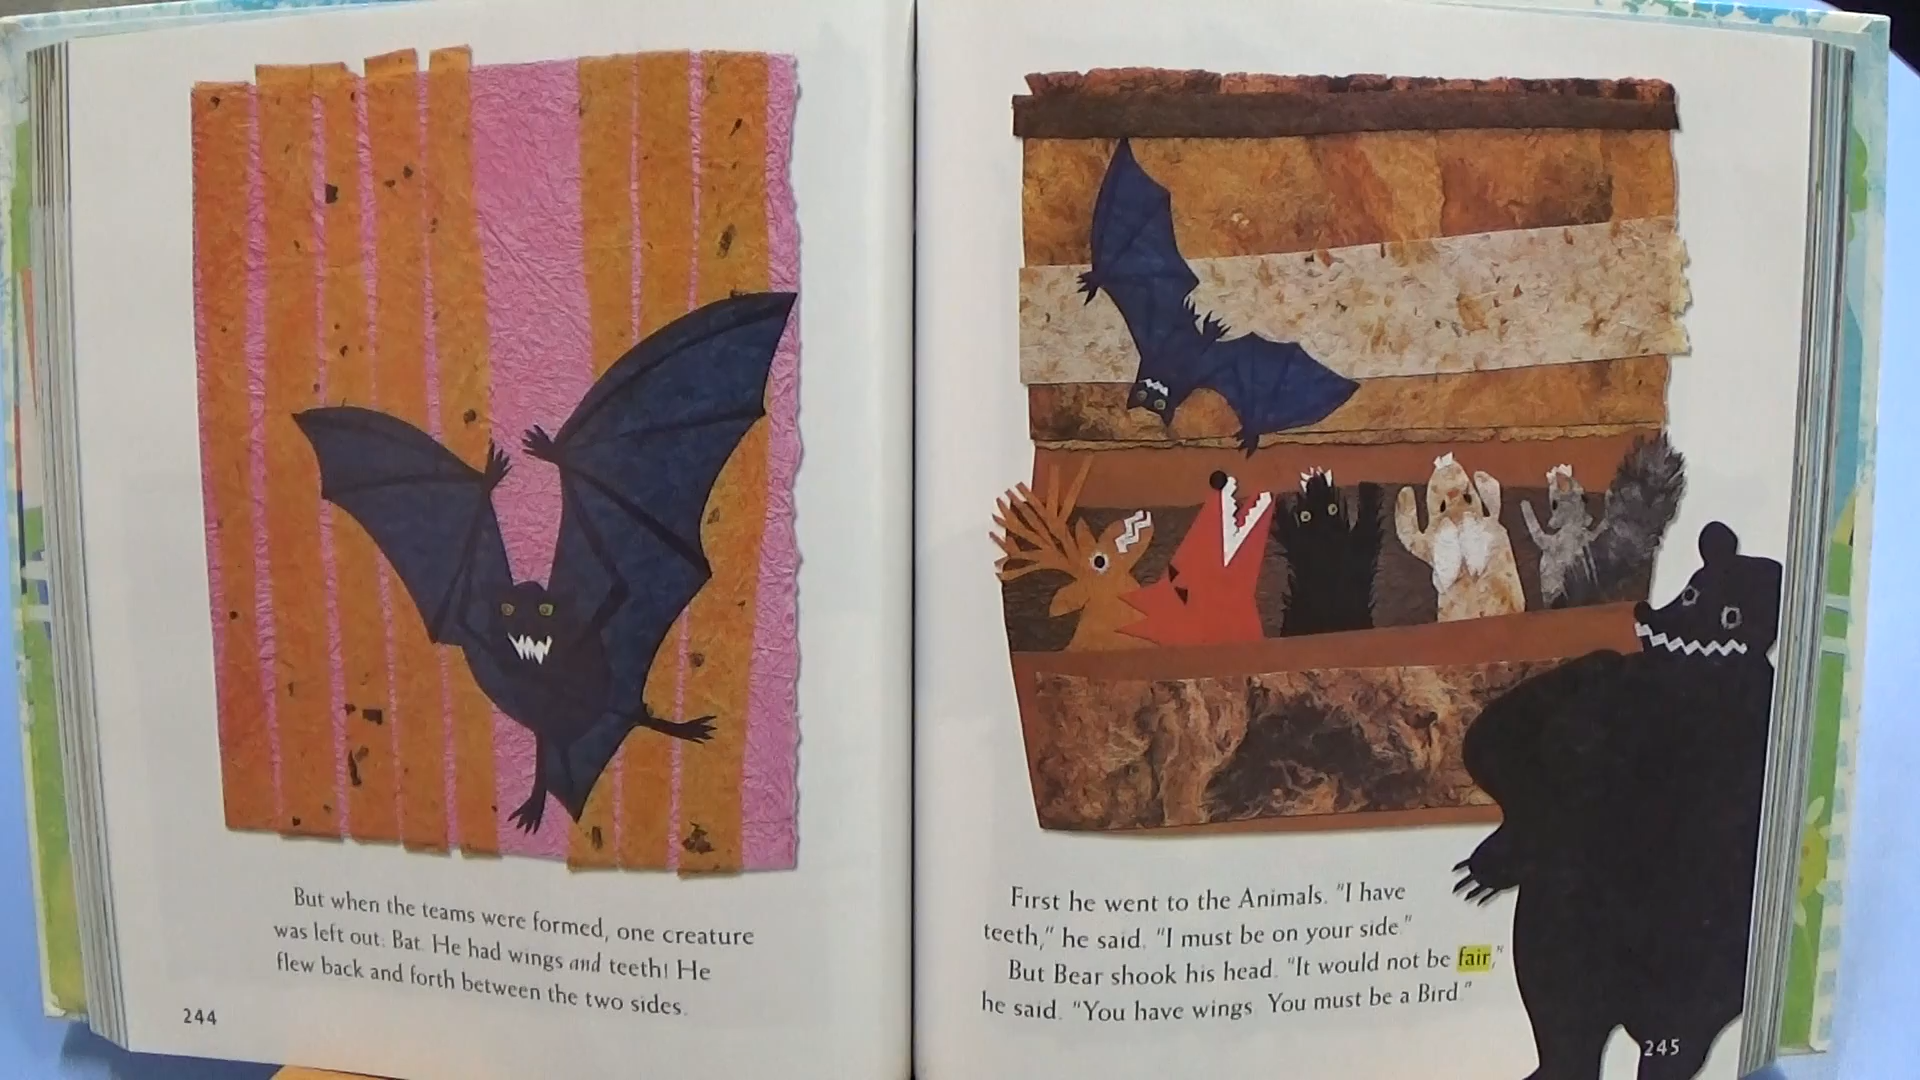 But when the teams were formed, one creature
was left out. Bat. He had wings and teeth! He
flew back and forth between the two sides.
244
First he went to the Animals. "I have
teeth," he said. "I must be on your side."
But Bear shook his head. "It would not be fair,"
he said. "You have wings. You must be a Bird."
245